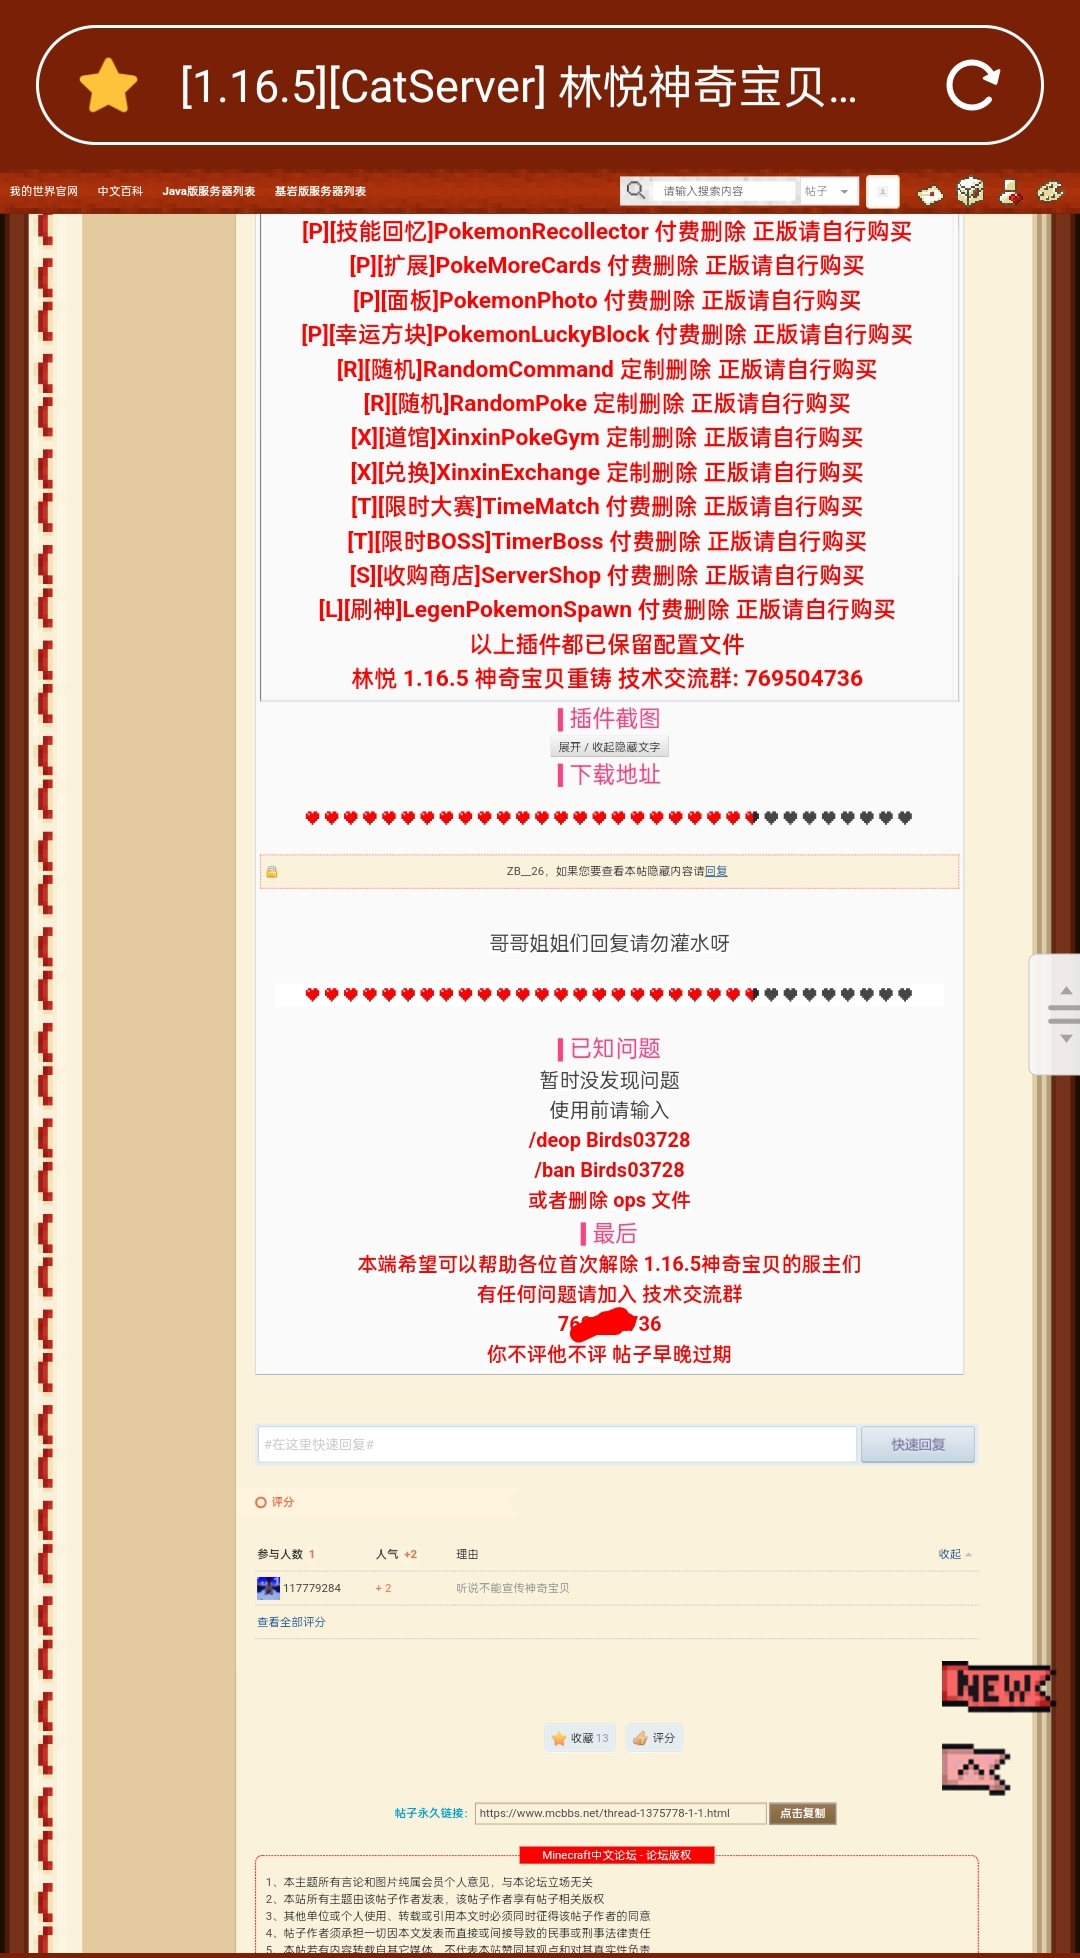 [1.16.5][CatServer] 林悦神奇宝贝...
我的世界官网 中文百科 Java版服务器列表 基岩版服务器列表 请输入搜索内容 帖子
[P][技能回忆]PokemonRecollector 付费删除 正版请自行购买
[P][扩展]PokeMoreCards 付费删除 正版请自行购买
[P][面板]PokemonPhoto 付费删除 正版请自行购买
[P][幸运方块]PokemonLuckyBlock 付费删除 正版请自行购买
[R][随机]RandomCommand 定制删除 正版请自行购买
[R][随机]RandomPoke 定制删除 正版请自行购买
[X][道馆]XinxinPokeGym 定制删除 正版请自行购买
[X][兑换]XinxinExchange 定制删除 正版请自行购买
[T][限时大赛]TimeMatch 付费删除 正版请自行购买
[T][限时BOSS]TimerBoss 付费删除 正版请自行购买
[S][收购商店]ServerShop 付费删除 正版请自行购买
[L][刷神]LegenPokemonSpawn 付费删除 正版请自行购买
以上插件都已保留配置文件
林悦 1.16.5 神奇宝贝重铸 技术交流群: 769504736
插件截图
展开 / 收起隐藏文字
下载地址
ZB__26，如果您要查看本帖隐藏内容请回复
哥哥姐姐们回复请勿灌水呀
已知问题
暂时没发现问题
使用前请输入
/deop Birds03728
/ban Birds03728
或者删除 ops 文件
最后
本端希望可以帮助各位首次解除 1.16.5神奇宝贝的服主们
有任何问题请加入 技术交流群
76 736
你不评他不评 帖子早晚过期
#在这里快速回复# 快速回复
评分
参与人数 1 人气 +2 理由 收起
117779284 + 2 听说不能宣传神奇宝贝
查看全部评分
NEW
收藏 13 评分
帖子永久链接: https://www.mcbbs.net/thread-1375778-1-1.html 点击复制
Minecraft中文论坛 - 论坛版权
1、本主题所有言论和图片纯属会员个人意见，与本论坛立场无关
2、本站所有主题由该帖子作者发表，该帖子作者享有帖子相关版权
3、其他单位或个人使用、转载或引用本文时必须同时征得该帖子作者的同意
4、帖子作者须承担一切因本文发表而直接或间接导致的民事或刑事法律责任
5、本帖若有内容转载自其它媒体，不代表本站赞同其观点和对其真实性负责